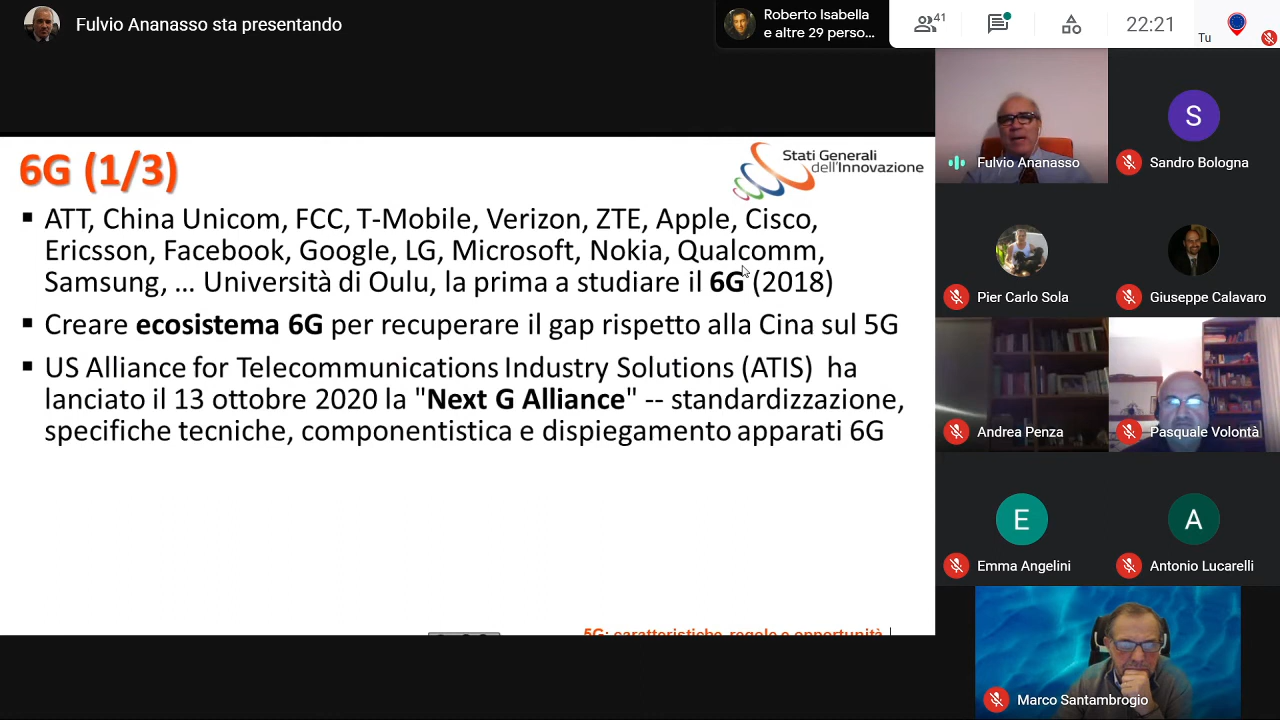 Fulvio Ananasso sta presentando
Roberto Isabella
e altre 29 perso...
41
22:21
Tu
6G (1/3)
Stati Generali
dell'Innovazione
▪ ATT, China Unicom, FCC, T-Mobile, Verizon, ZTE, Apple, Cisco,
Ericsson, Facebook, Google, LG, Microsoft, Nokia, Qualcomm,
Samsung, ... Università di Oulu, la prima a studiare il 6G (2018)
▪ Creare ecosistema 6G per recuperare il gap rispetto alla Cina sul 5G
▪ US Alliance for Telecommunications Industry Solutions (ATIS) ha
lanciato il 13 ottobre 2020 la "Next G Alliance" -- standardizzazione,
specifiche tecniche, componentistica e dispiegamento apparati 6G
5G: caratteristiche, regole e opportunità
Fulvio Ananasso
S
Sandro Bologna
Pier Carlo Sola
Giuseppe Calavaro
Andrea Penza
Pasquale Volontà
E
Emma Angelini
A
Antonio Lucarelli
Marco Santambrogio